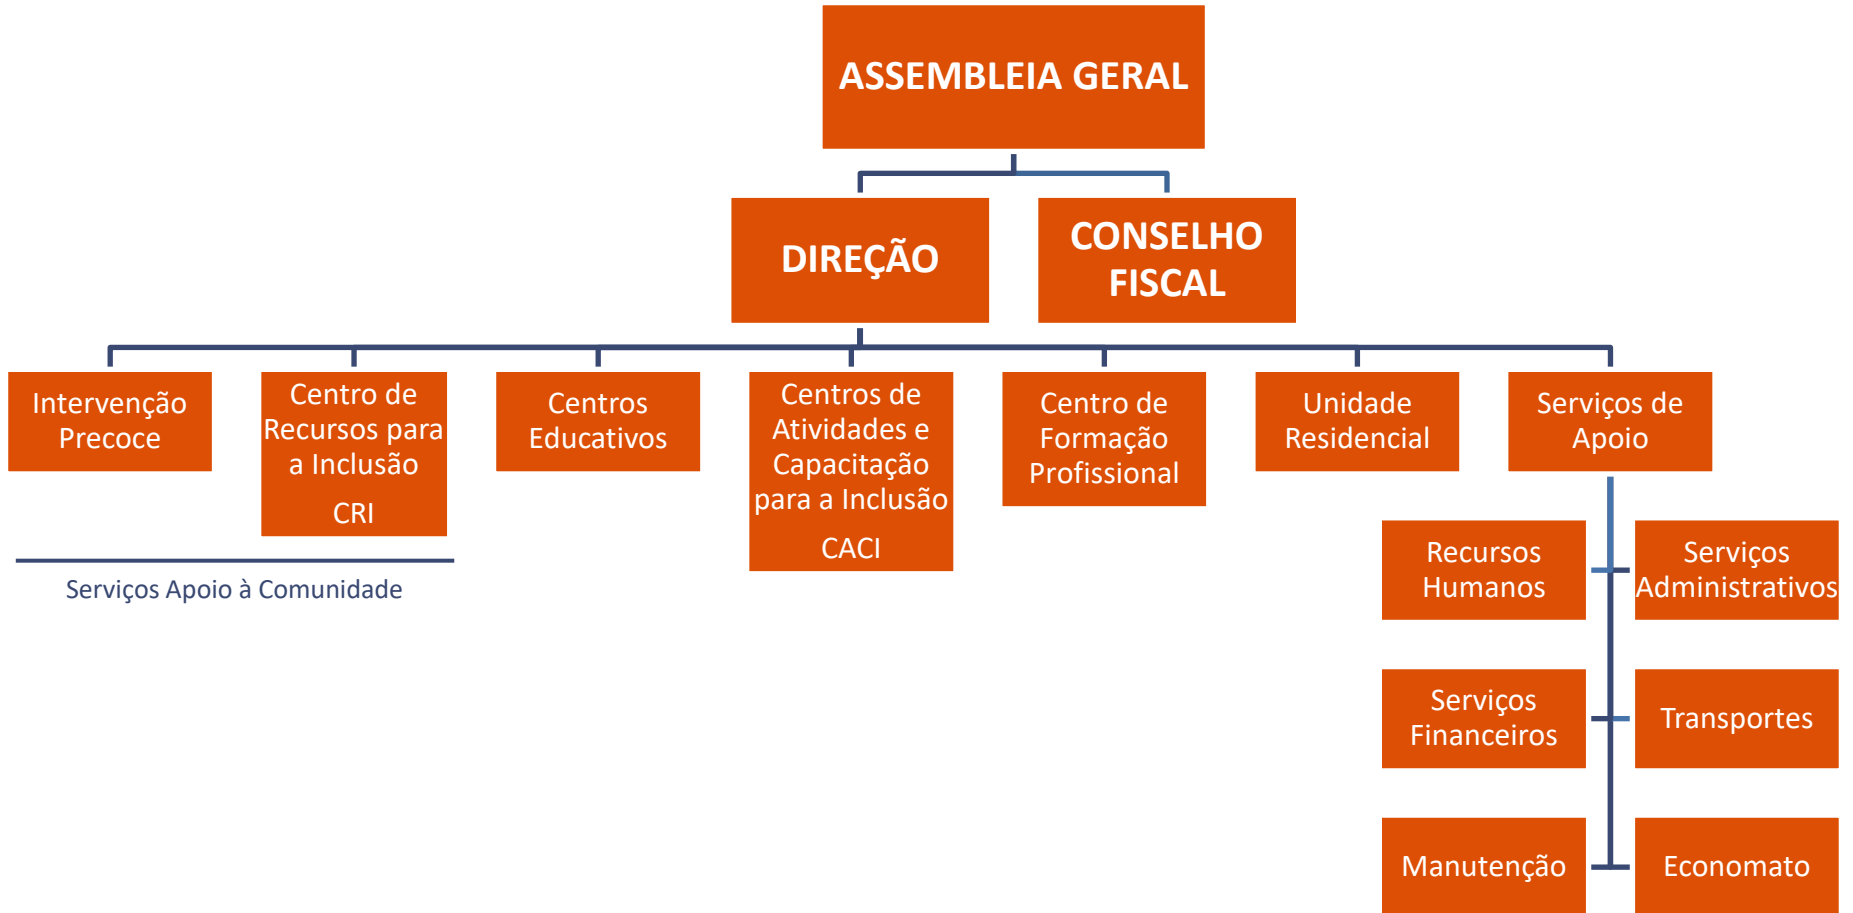 ASSEMBLEIA GERAL
DIREÇÃO
CONSELHO
FISCAL
Intervenção
Precoce
Centro de
Recursos para
a Inclusão
CRI
Centros
Educativos
Centros de
Atividades e
Capacitação
para a Inclusão
CACI
Centro de
Formação
Profissional
Unidade
Residencial
Serviços de
Apoio
Serviços Apoio à Comunidade
Recursos
Humanos
Serviços
Administrativos
Serviços
Financeiros
Transportes
Manutenção
Economato